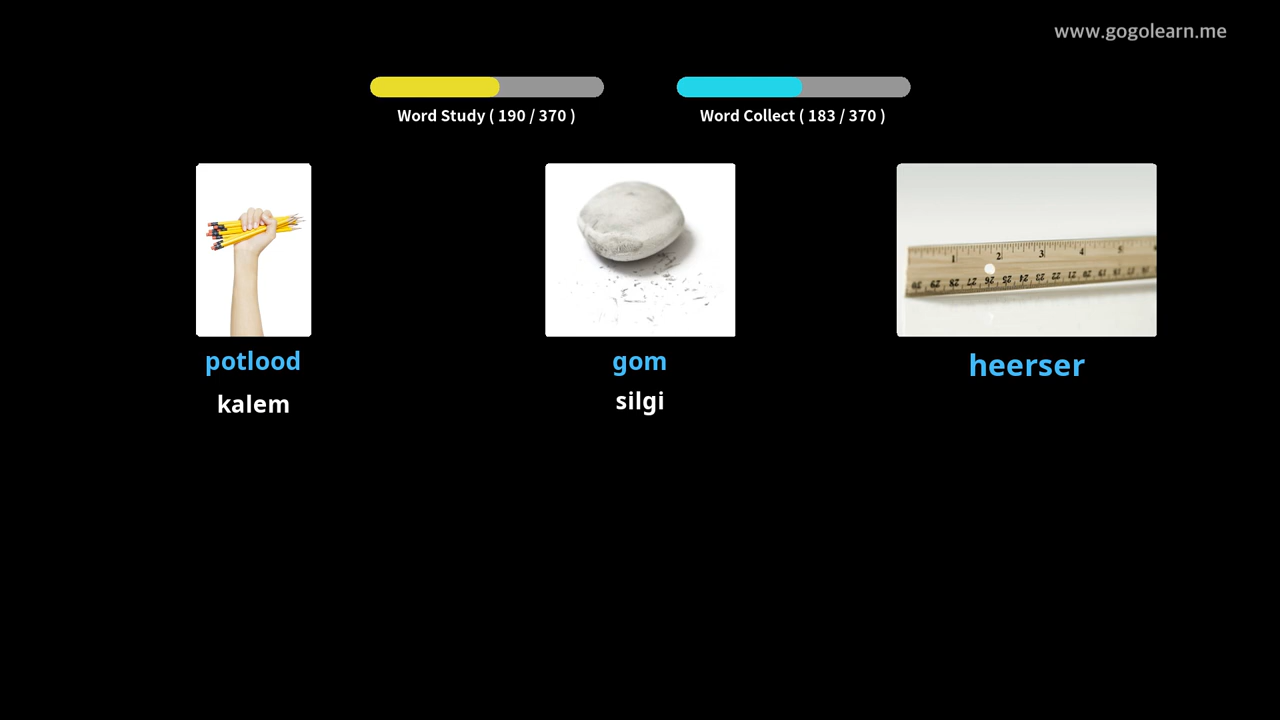 www.gogolearn.me
Word Study ( 190 / 370 )
Word Collect ( 183 / 370 )
potlood
gom
heerser
kalem
silgi